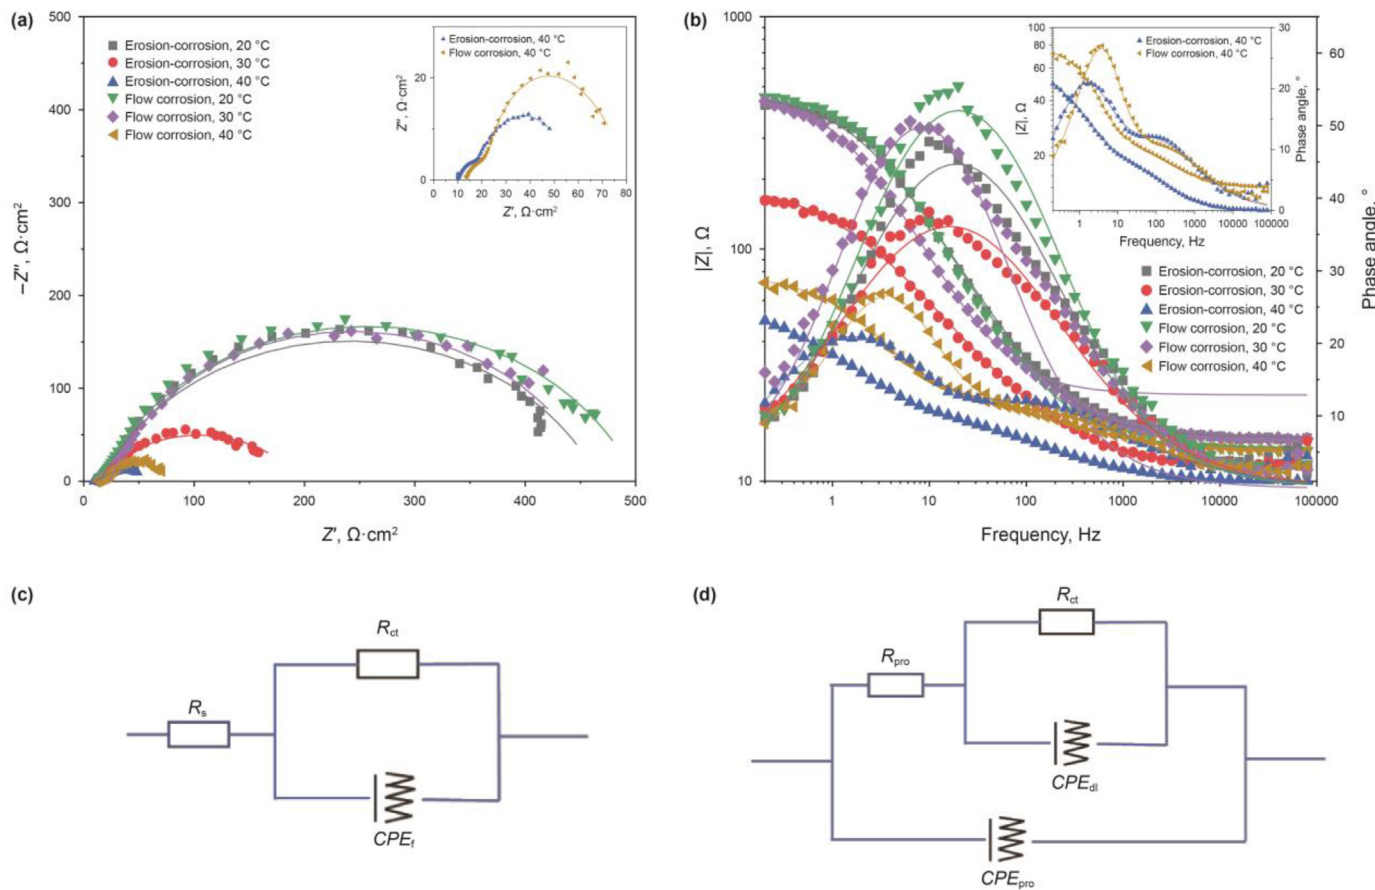 (a)
500
400
300
200
100
50
0
–Z″, Ω·cm²
0
100
200
300
400
500
Z′, Ω·cm²
Erosion-corrosion, 20 °C
Erosion-corrosion, 30 °C
Erosion-corrosion, 40 °C
Flow corrosion, 20 °C
Flow corrosion, 30 °C
Flow corrosion, 40 °C
Erosion-corrosion, 40 °C
Flow corrosion, 40 °C
20
0
Z″, Ω·cm²
0 10 20 30 40 50 60 70 80
Z′, Ω·cm²
(b)
1000
100
10
|Z|, Ω
1 10 100 1000 10000 100000
Frequency, Hz
60
50
40
30
20
10
0
Phase angle, °
Erosion-corrosion, 40 °C
Flow corrosion, 40 °C
100
80
60
40
20
|Z|, Ω
1 10 100 1000 10000 100000
Frequency, Hz
30
20
10
0
Phase angle, °
Erosion-corrosion, 20 °C
Erosion-corrosion, 30 °C
Erosion-corrosion, 40 °C
Flow corrosion, 20 °C
Flow corrosion, 30 °C
Flow corrosion, 40 °C
(c)
Rct
Rs
CPEf
(d)
Rct
Rpro
CPEdl
CPEpro